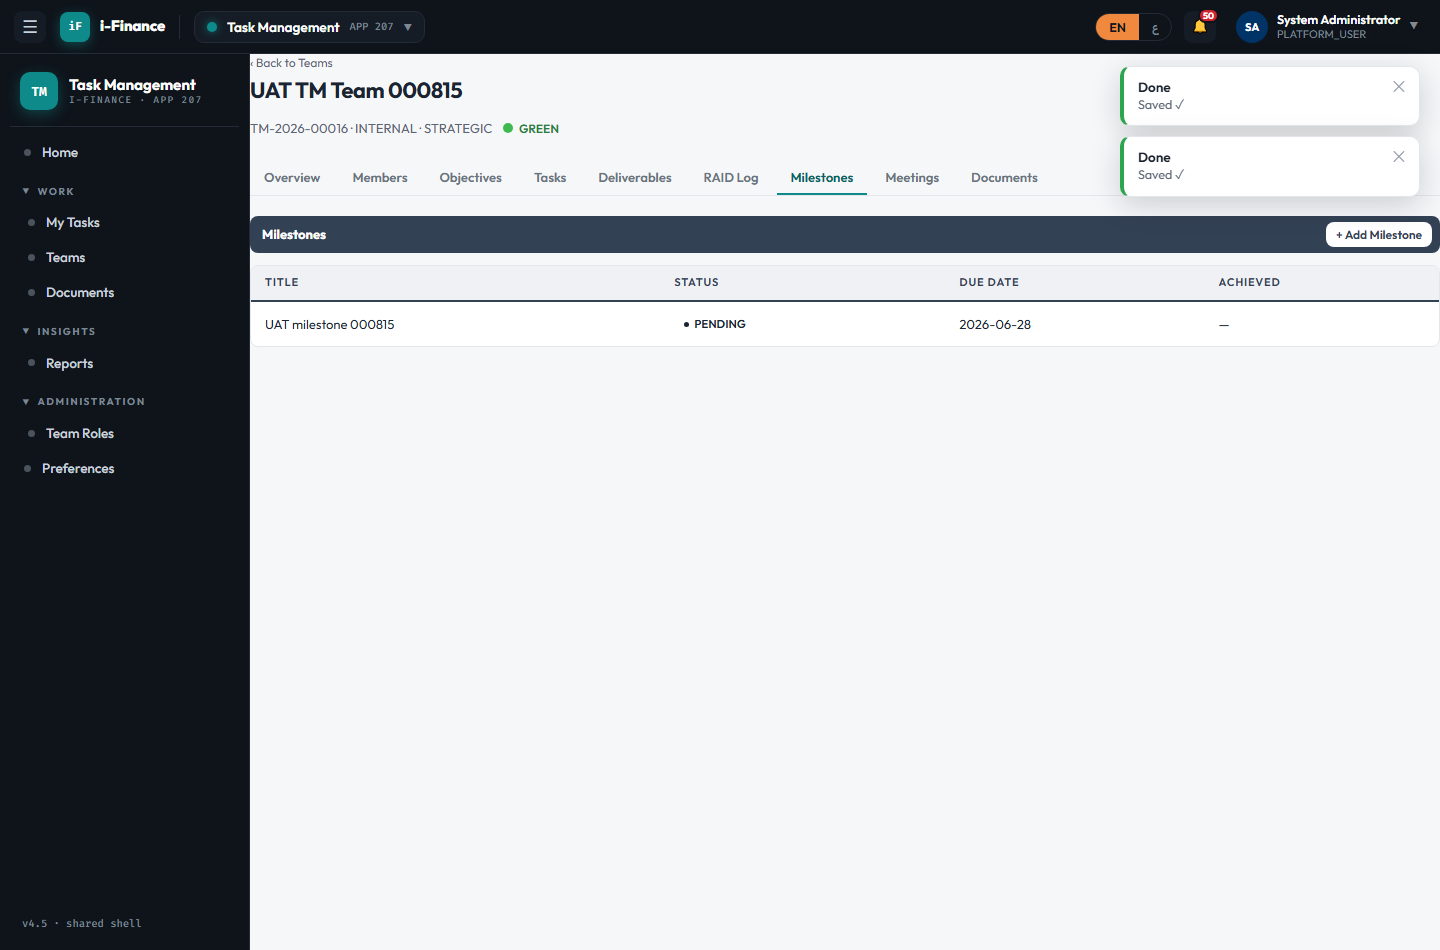 ☰ iF i-Finance Task Management APP 207 ▼ EN ع 50 SA System Administrator ▼
PLATFORM_USER
TM Task Management
I-FINANCE · APP 207
Home
▼ WORK
My Tasks
Teams
Documents
▼ INSIGHTS
Reports
▼ ADMINISTRATION
Team Roles
Preferences
v4.5 · shared shell
‹ Back to Teams
UAT TM Team 000815
TM-2026-00016 · INTERNAL · STRATEGIC GREEN
Overview Members Objectives Tasks Deliverables RAID Log Milestones Meetings Documents
Milestones + Add Milestone
TITLE STATUS DUE DATE ACHIEVED
UAT milestone 000815 PENDING 2026-06-28 —
Done
Saved ✓
Done
Saved ✓